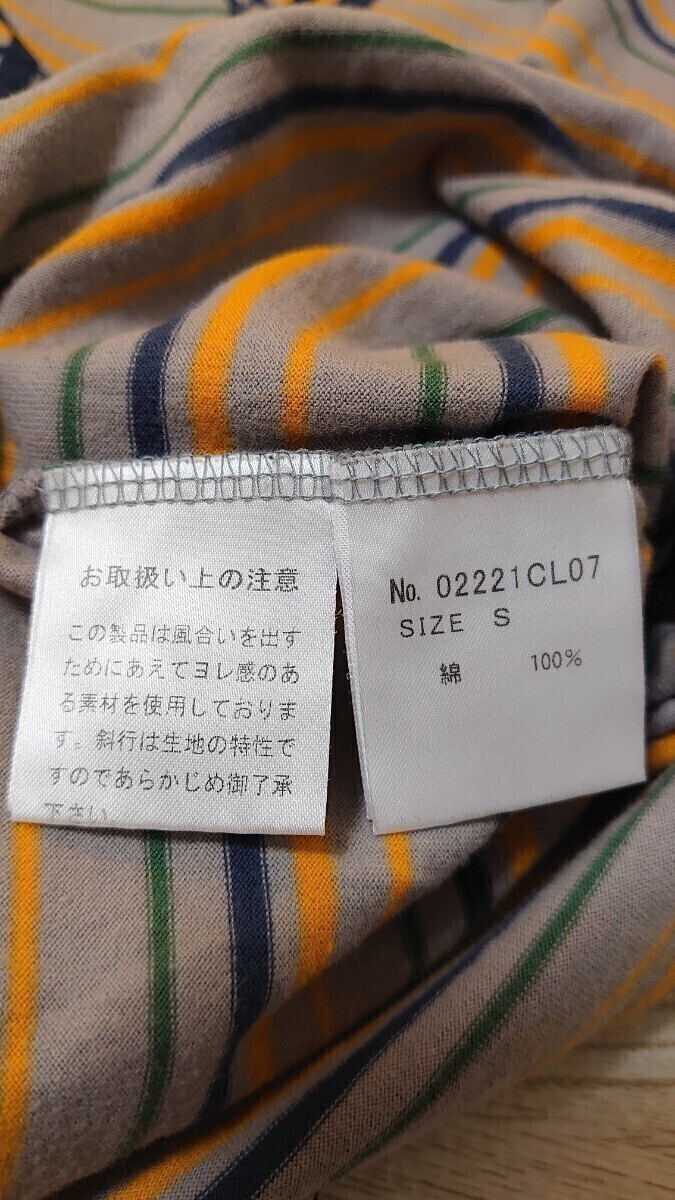 お取扱い上の注意
この製品は風合いを出す
ためにあえてヨレ感のあ
る素材を使用しておりま
す。斜行は生地の特性で
すのであらかじめ御了承
下さい。
No. 02221CL07
SIZE S
綿 100%